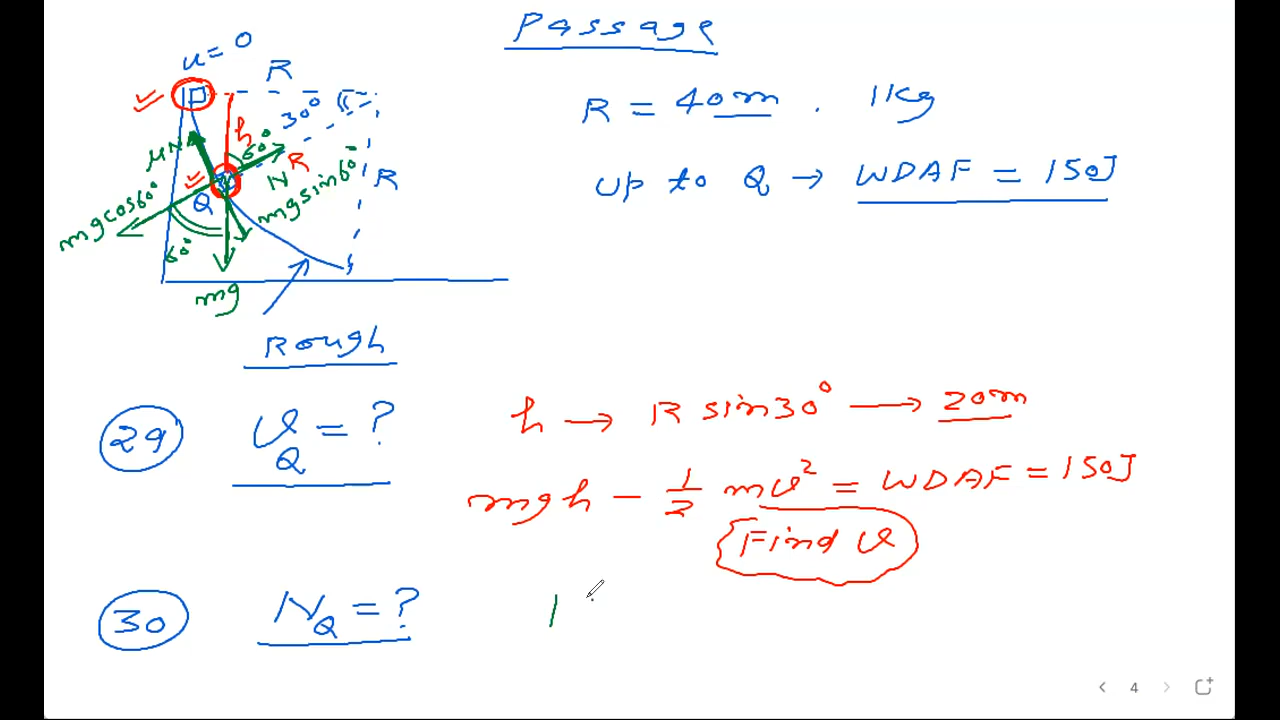 Passage
u = 0
R
R = 40m . 1Kg
30°
h
60°
μN
R
N
R
up to Q → WDAF = 150J
mgcos60°
Q
mgsin60°
60°
mg
Rough
29 v_Q = ?
h → R sin30° → 20m
mgh - 1/2 mv² = WDAF = 150J
Find v
30 N_Q = ?
4